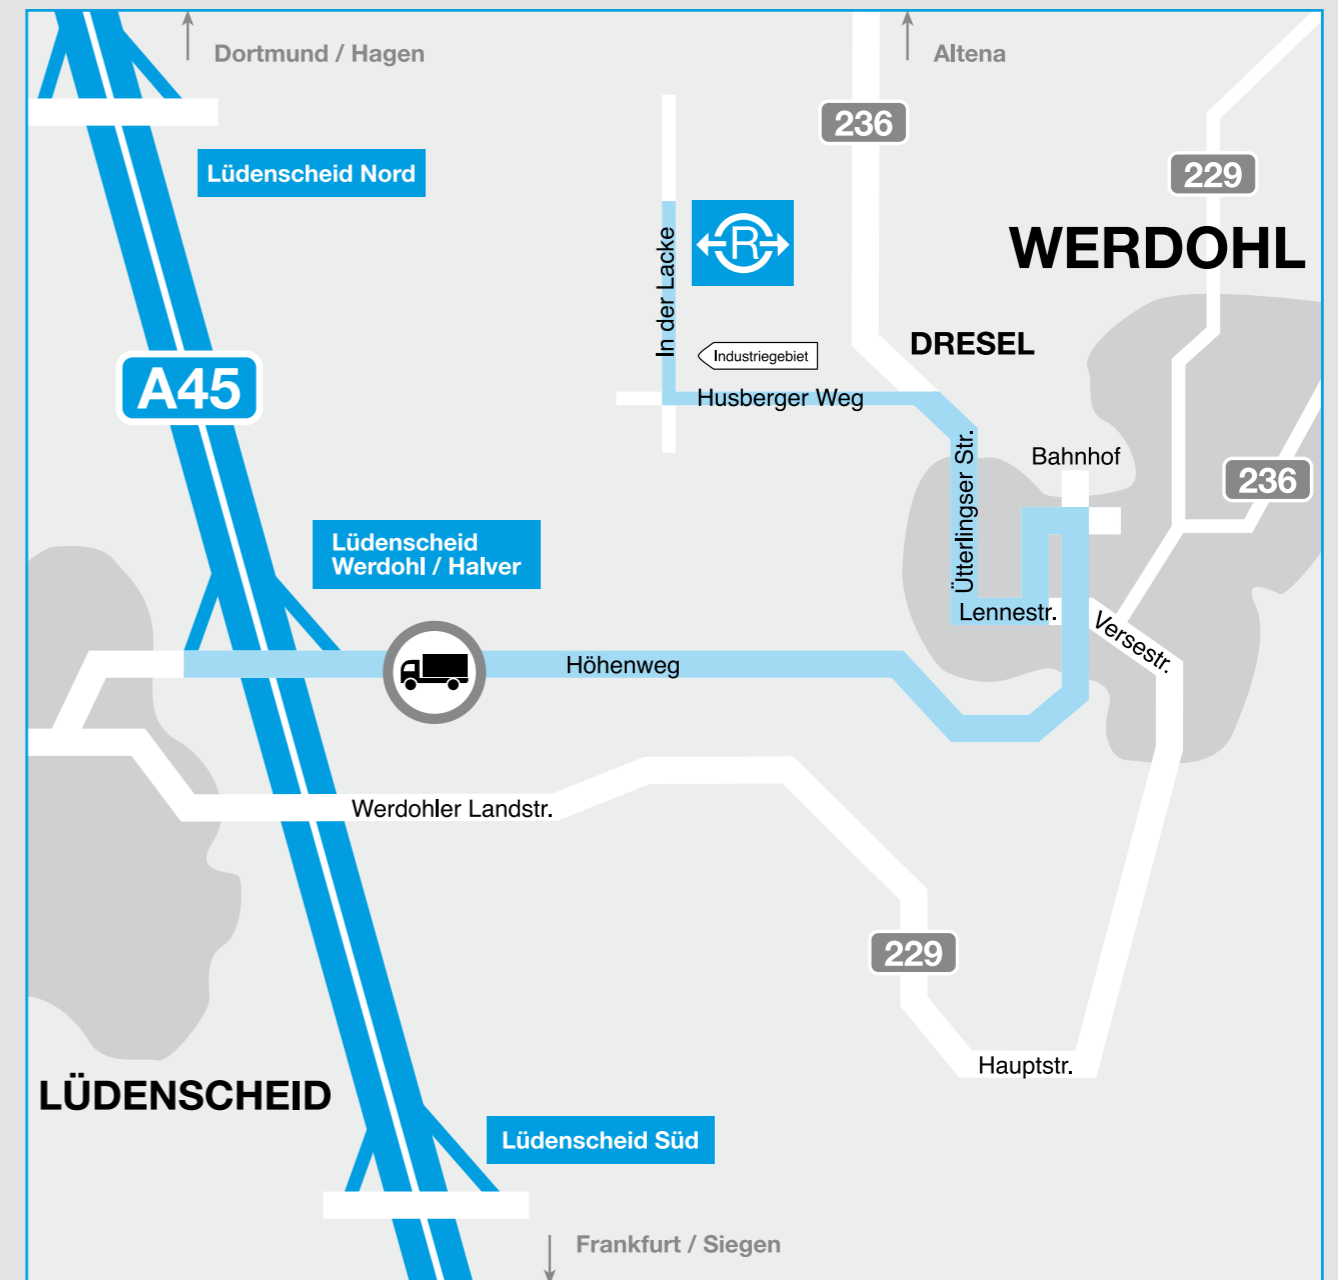 Dortmund / Hagen
Altena
236
229
Lüdenscheid Nord
WERDOHL
R
In der Lacke
DRESEL
Industriegebiet
A45
Husberger Weg
Ütterlingser Str.
Bahnhof
236
Lüdenscheid
Werdohl / Halver
Lennestr.
Versestr.
Höhenweg
Werdohler Landstr.
229
Hauptstr.
LÜDENSCHEID
Lüdenscheid Süd
Frankfurt / Siegen